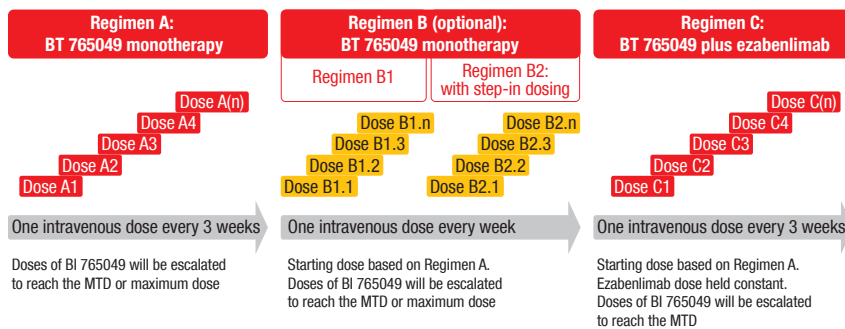 Regimen A:
BT 765049 monotherapy
Dose A(n)
Dose A4
Dose A3
Dose A2
Dose A1
One intravenous dose every 3 weeks
Doses of BI 765049 will be escalated
to reach the MTD or maximum dose
Regimen B (optional):
BT 765049 monotherapy
Regimen B1
Regimen B2:
with step-in dosing
Dose B1.n
Dose B1.3
Dose B1.2
Dose B1.1
Dose B2.n
Dose B2.3
Dose B2.2
Dose B2.1
One intravenous dose every week
Starting dose based on Regimen A.
Doses of BI 765049 will be escalated
to reach the MTD or maximum dose
Regimen C:
BT 765049 plus ezabenlimab
Dose C(n)
Dose C4
Dose C3
Dose C2
Dose C1
One intravenous dose every 3 weeks
Starting dose based on Regimen A.
Ezabenlimab dose held constant.
Doses of BI 765049 will be escalated
to reach the MTD